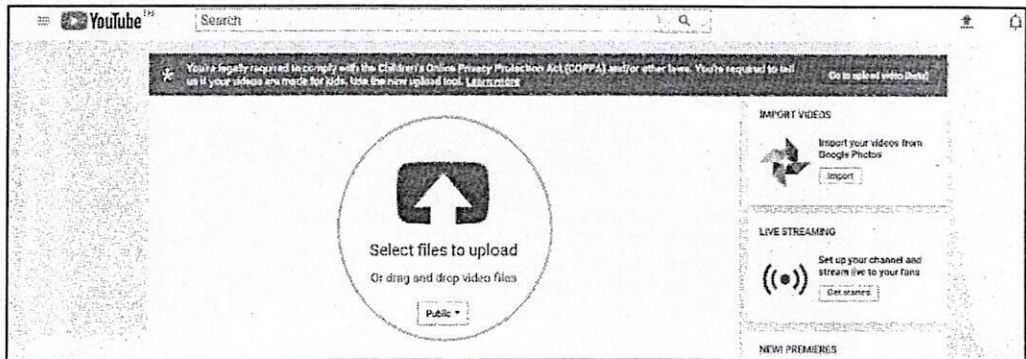 YouTube
Search
You're legally required to comply with the Children's Online Privacy Protection Act (COPPA) and/or other laws. You're required to tell
us if your videos are made for kids. Use the new upload tool. Learn more
Go to upload video (beta)
Select files to upload
Or drag and drop video files
Public
IMPORT VIDEOS
Import your videos from
Google Photos
Import
LIVE STREAMING
Set up your channel and
stream live to your fans
Get started
NEW! PREMIERES